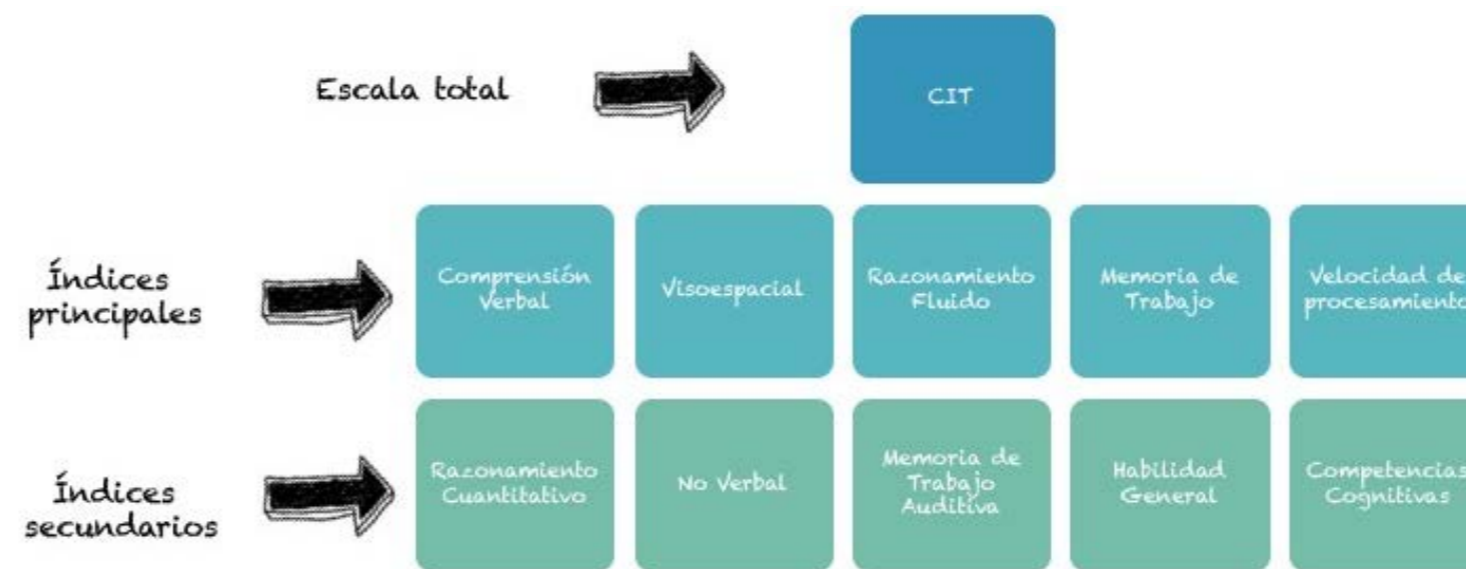 Escala total
CIT
Índices
principales
Comprensión
Verbal
Visoespacial
Razonamiento
Fluido
Memoria de
Trabajo
Velocidad de
procesamiento
Índices
secundarios
Razonamiento
Cuantitativo
No Verbal
Memoria de
Trabajo
Auditiva
Habilidad
General
Competencias
Cognitivas